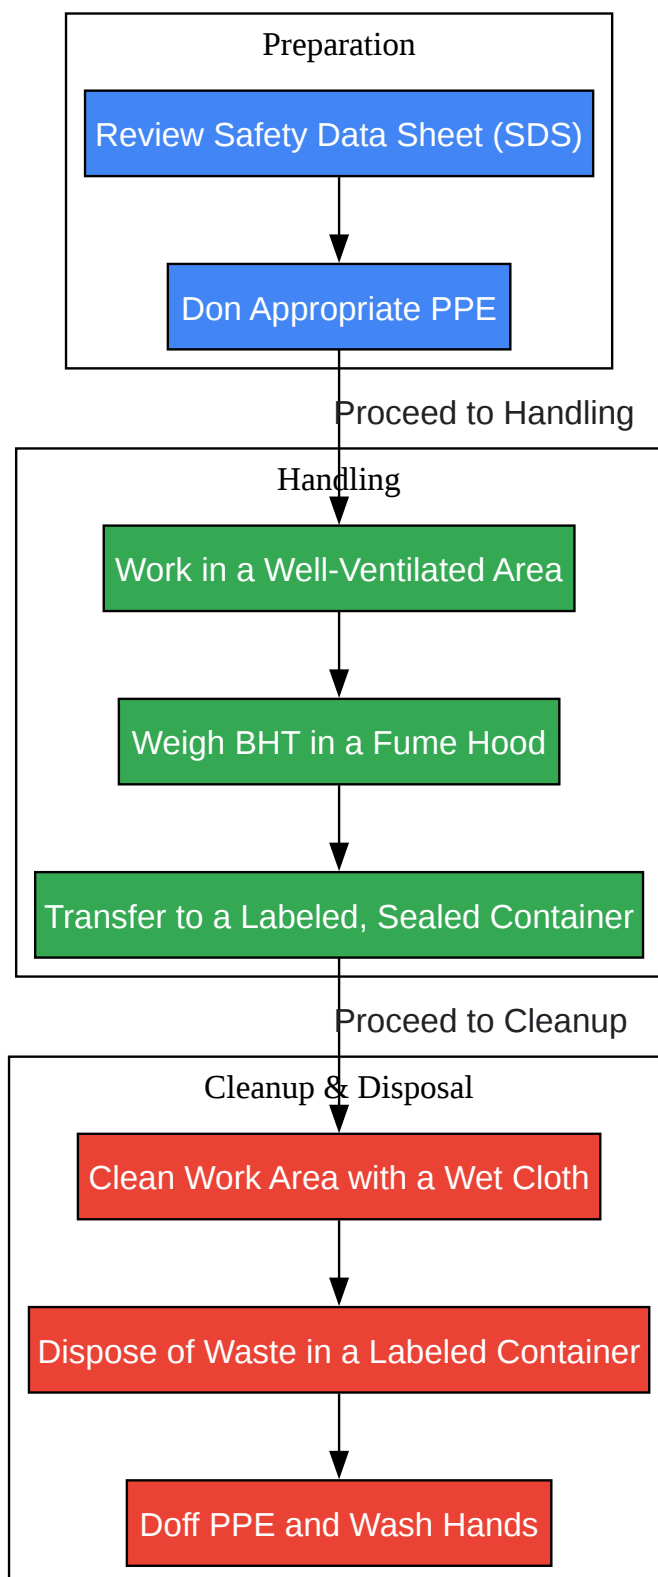 Preparation
Review Safety Data Sheet (SDS)
Don Appropriate PPE
Proceed to Handling
Handling
Work in a Well-Ventilated Area
Weigh BHT in a Fume Hood
Transfer to a Labeled, Sealed Container
Proceed to Cleanup
Cleanup & Disposal
Clean Work Area with a Wet Cloth
Dispose of Waste in a Labeled Container
Doff PPE and Wash Hands